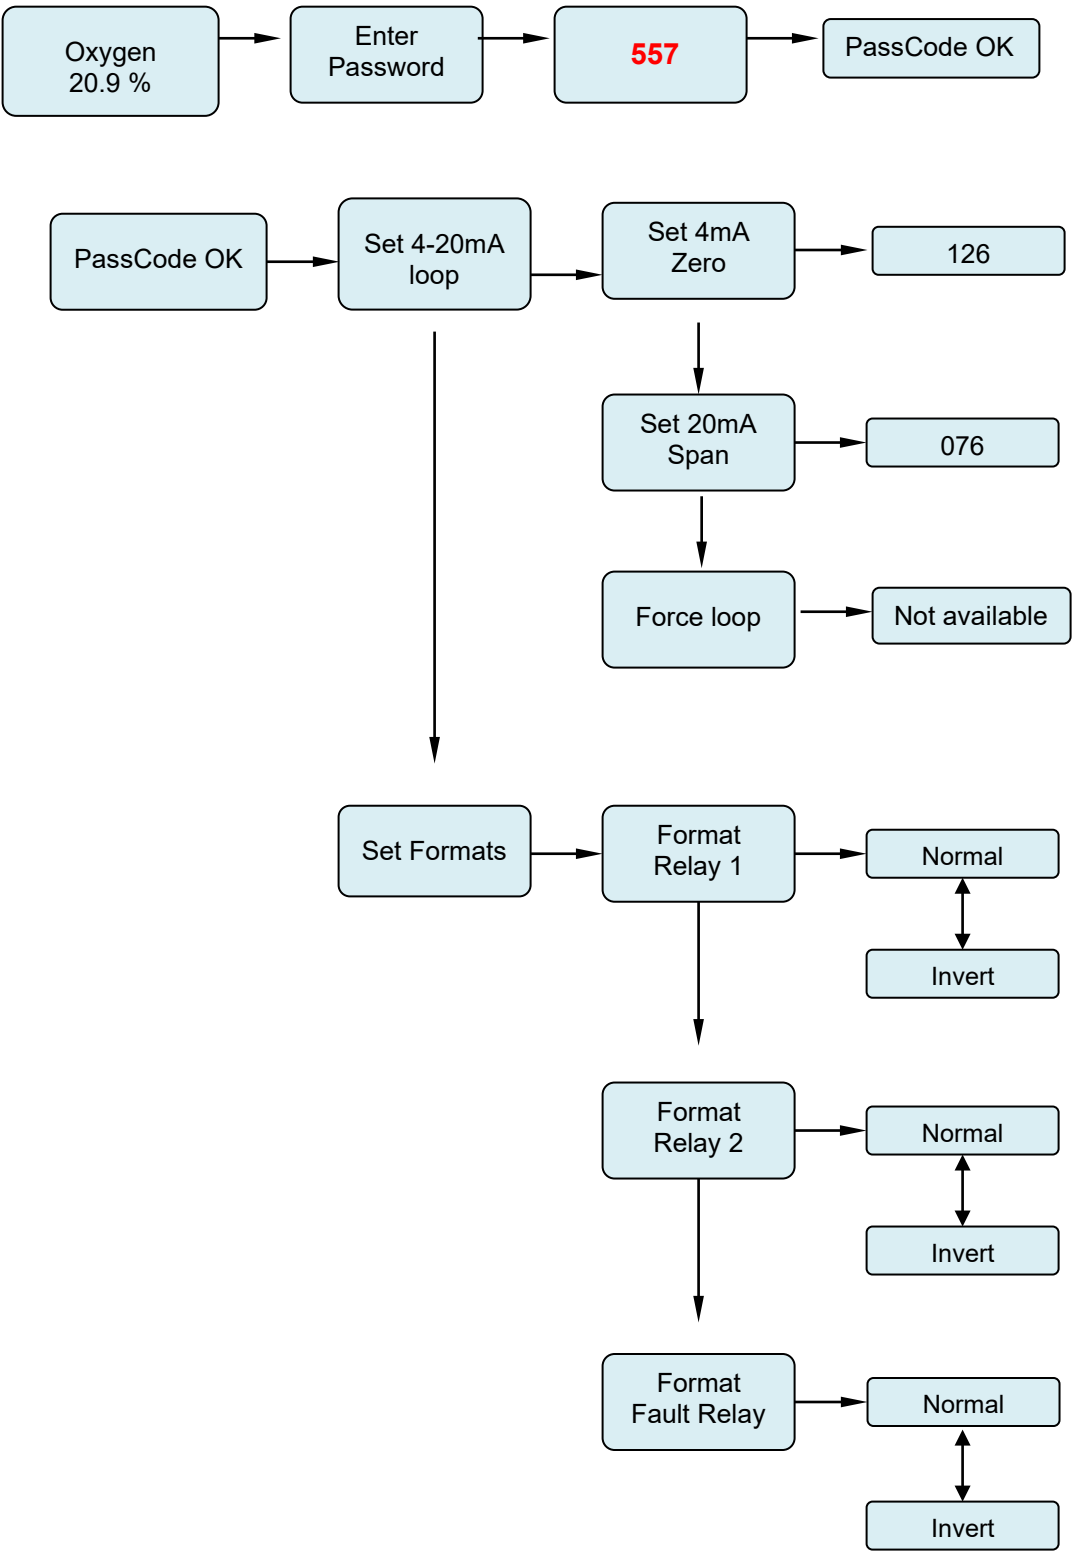 Oxygen
20.9 %
Enter
Password
557
PassCode OK
PassCode OK
Set 4-20mA
loop
Set 4mA
Zero
126
Set 20mA
Span
076
Force loop
Not available
Set Formats
Format
Relay 1
Normal
Invert
Format
Relay 2
Normal
Invert
Format
Fault Relay
Normal
Invert